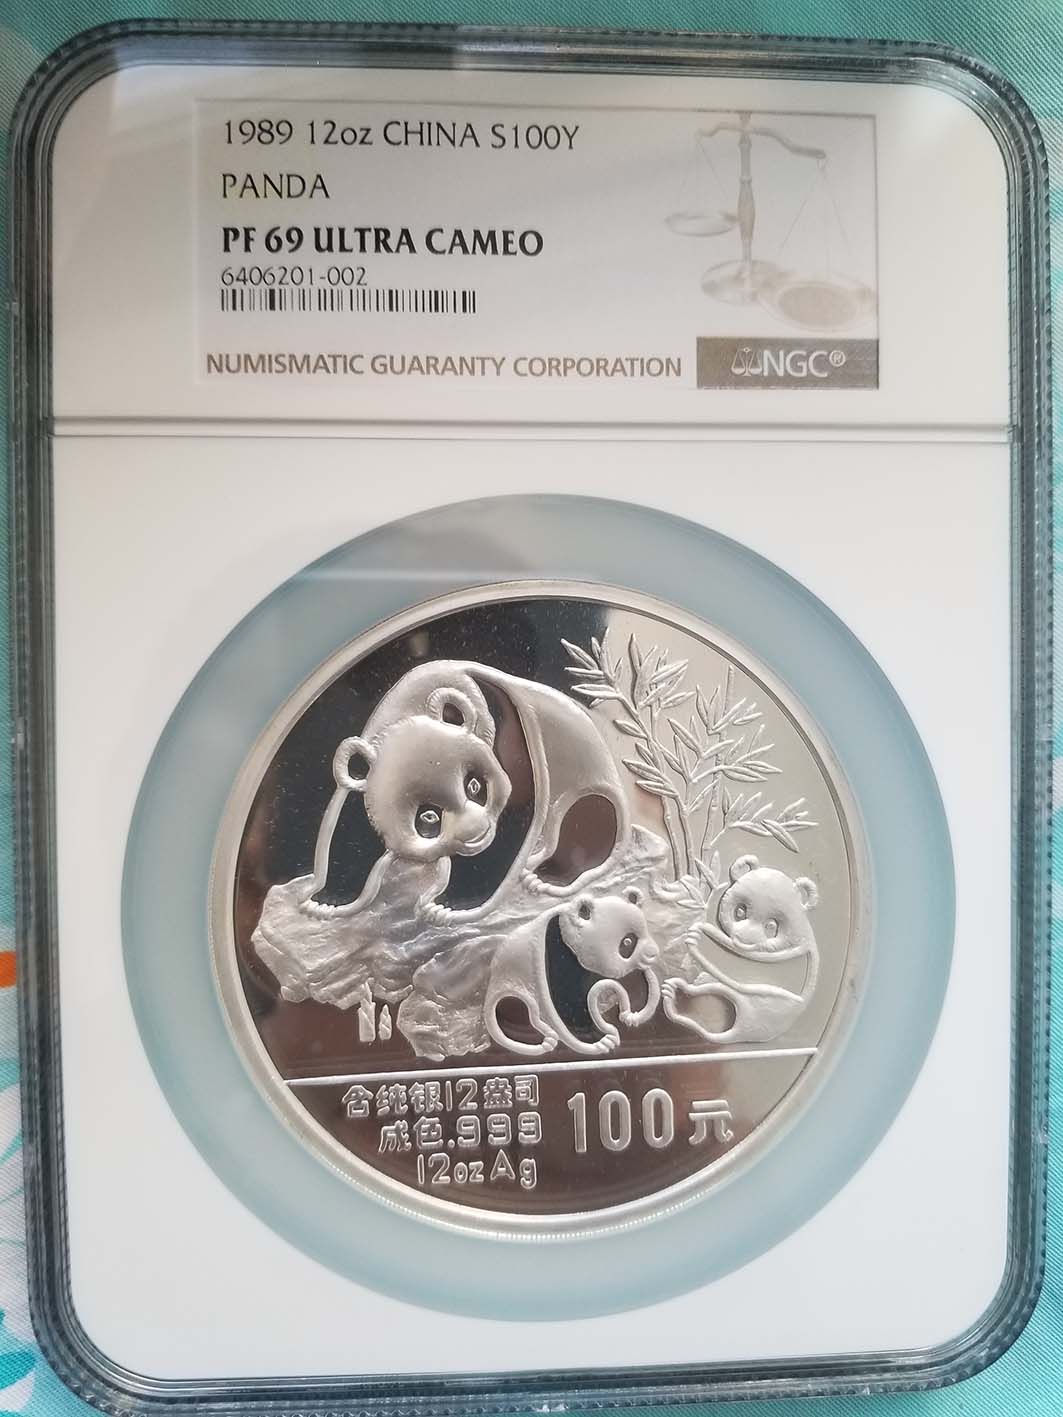 1989 12oz CHINA S100Y
PANDA
PF 69 ULTRA CAMEO
6406201-002
NUMISMATIC GUARANTY CORPORATION NGC®
含纯银12盎司
成色.999
12oz Ag
100元